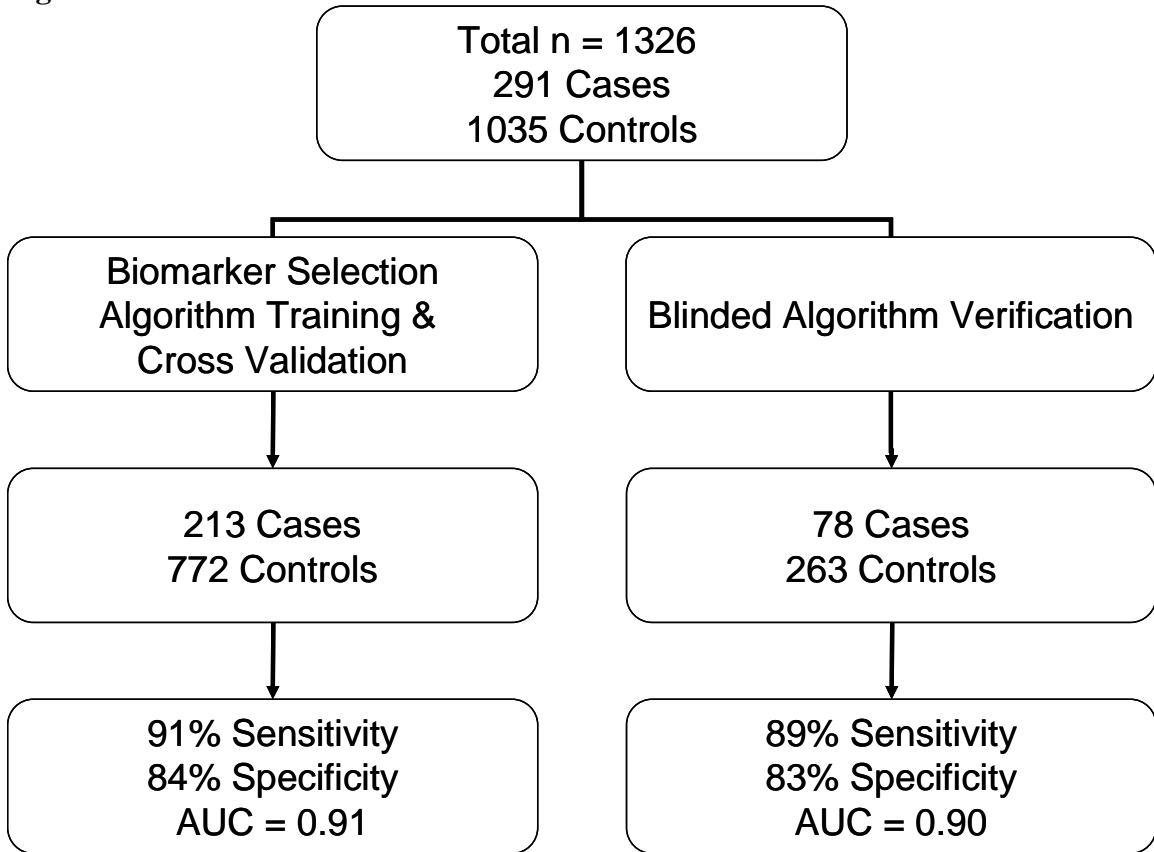 Total n = 1326
291 Cases
1035 Controls
Biomarker Selection
Algorithm Training &
Cross Validation
Blinded Algorithm Verification
213 Cases
772 Controls
78 Cases
263 Controls
91% Sensitivity
84% Specificity
AUC = 0.91
89% Sensitivity
83% Specificity
AUC = 0.90